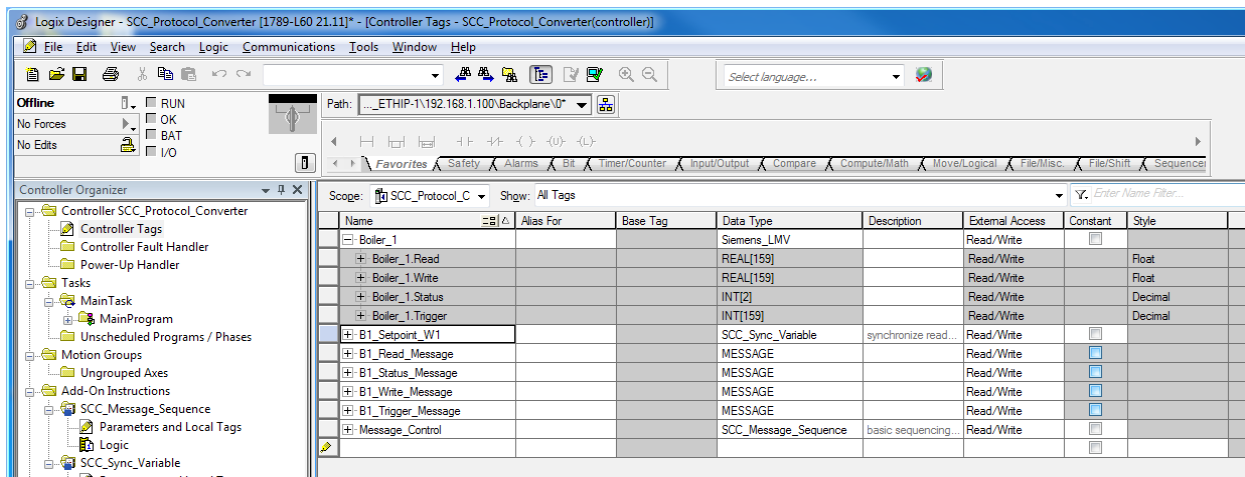 Logix Designer - SCC_Protocol_Converter [1789-L60 21.11]* - [Controller Tags - SCC_Protocol_Converter(controller)]
File Edit View Search Logic Communications Tools Window Help
Select language...
Offline RUN
No Forces OK
No Edits BAT
I/O
Path: ..._ETHIP-1\192.168.1.100\Backplane\0*
Favorites Safety Alarms Bit Timer/Counter Input/Output Compare Compute/Math Move/Logical File/Misc. File/Shift Sequencer
Controller Organizer
Controller SCC_Protocol_Converter
Controller Tags
Controller Fault Handler
Power-Up Handler
Tasks
MainTask
MainProgram
Unscheduled Programs / Phases
Motion Groups
Ungrouped Axes
Add-On Instructions
SCC_Message_Sequence
Parameters and Local Tags
Logic
SCC_Sync_Variable
Scope: SCC_Protocol_C Show: All Tags Enter Name Filter...
Name Alias For Base Tag Data Type Description External Access Constant Style
Boiler_1 Siemens_LMV Read/Write
Boiler_1.Read REAL[159] Read/Write Float
Boiler_1.Write REAL[159] Read/Write Float
Boiler_1.Status INT[2] Read/Write Decimal
Boiler_1.Trigger INT[159] Read/Write Decimal
B1_Setpoint_W1 SCC_Sync_Variable synchronize read... Read/Write
B1_Read_Message MESSAGE Read/Write
B1_Status_Message MESSAGE Read/Write
B1_Write_Message MESSAGE Read/Write
B1_Trigger_Message MESSAGE Read/Write
Message_Control SCC_Message_Sequence basic sequencing... Read/Write